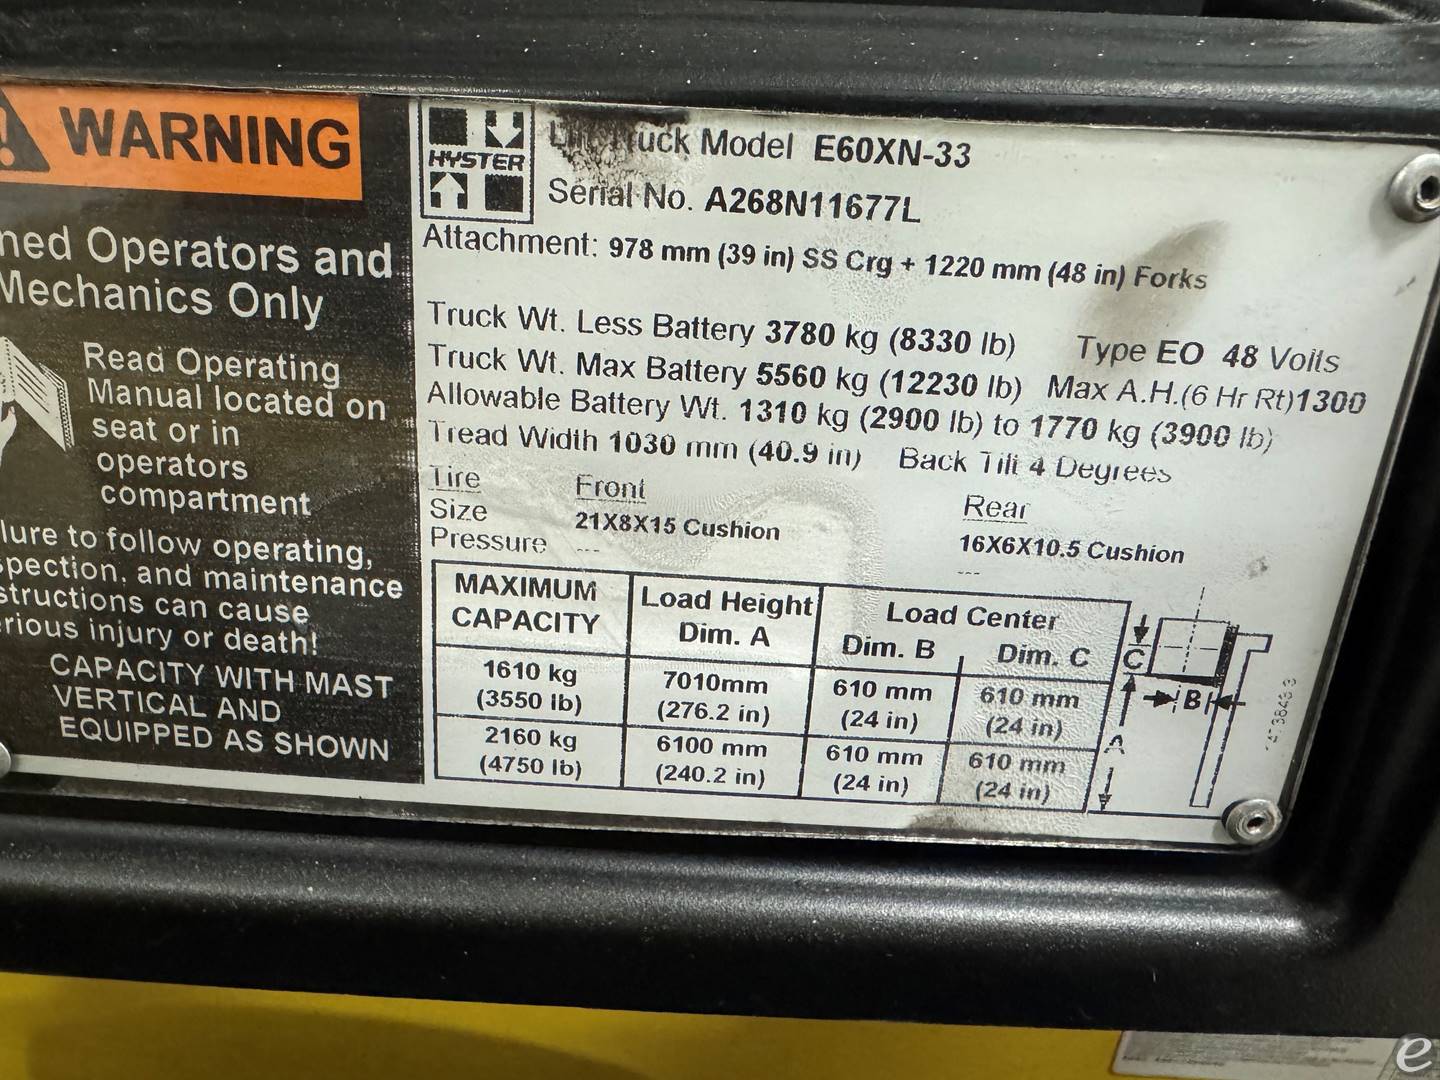 WARNING
ned Operators and
Mechanics Only
Read Operating
Manual located on
seat or in
operators
compartment
lure to follow operating,
spection, and maintenance
structions can cause
rious injury or death!
CAPACITY WITH MAST
VERTICAL AND
EQUIPPED AS SHOWN
HYSTER
Truck Model E60XN-33
Serial No. A268N11677L
Attachment: 978 mm (39 in) SS Crg + 1220 mm (48 in) Forks
Truck Wt. Less Battery 3780 kg (8330 lb) Type EO 48 Volts
Truck Wt. Max Battery 5560 kg (12230 lb) Max A.H.(6 Hr Rt)1300
Allowable Battery Wt. 1310 kg (2900 lb) to 1770 kg (3900 lb)
Tread Width 1030 mm (40.9 in) Back Tilt 4 Degrees
Tire Front Rear
Size 21X8X15 Cushion 16X6X10.5 Cushion
Pressure --- ---
MAXIMUM CAPACITY Load Height Dim. A Load Center
Dim. B Dim. C
1610 kg 7010mm 610 mm 610 mm
(3550 lb) (276.2 in) (24 in) (24 in)
2160 kg 6100 mm 610 mm 610 mm
(4750 lb) (240.2 in) (24 in) (24 in)
C
B
A
e